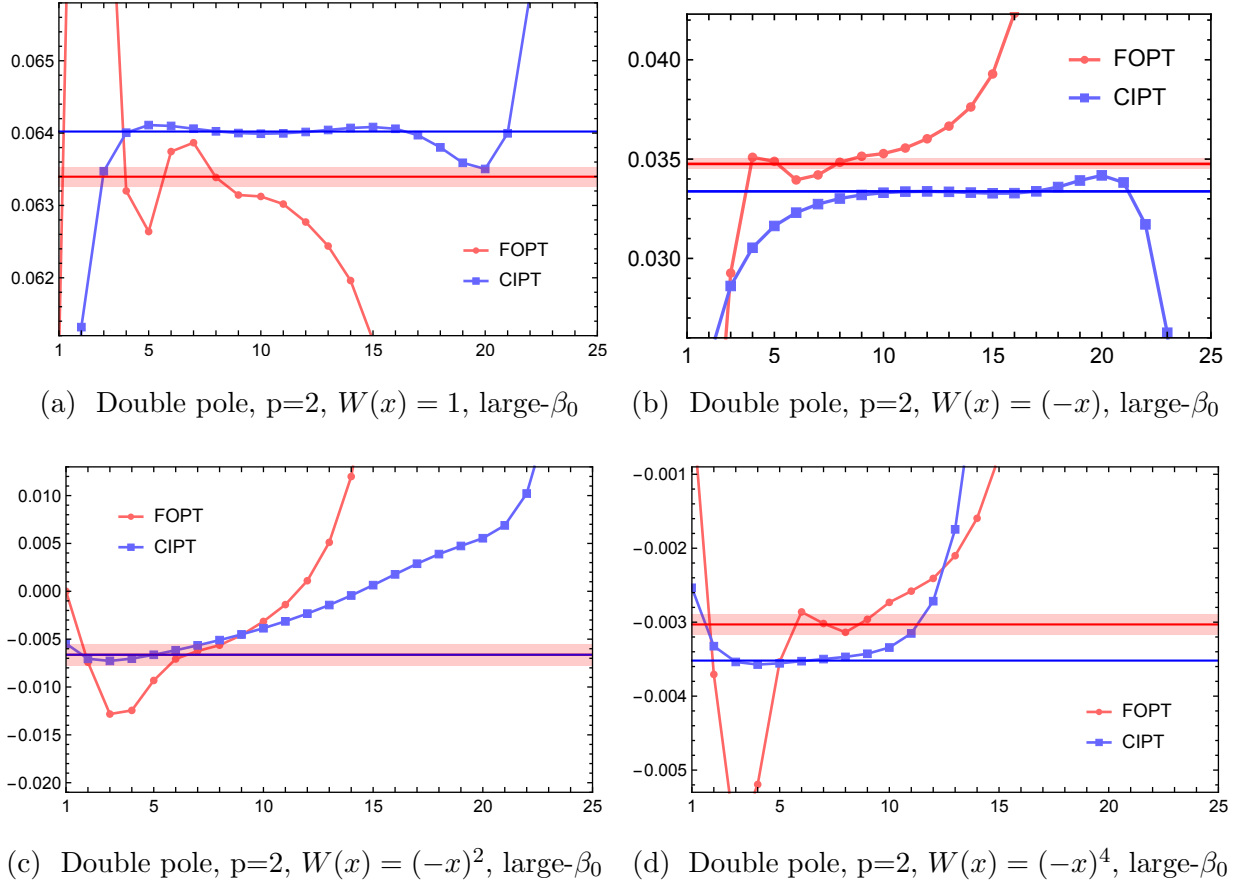 0.065
0.064
0.063
0.062
FOPT
CIPT
1 5 10 15 20 25
(a) Double pole, p=2, W(x) = 1, large-β₀
0.040
0.035
0.030
FOPT
CIPT
1 5 10 15 20 25
(b) Double pole, p=2, W(x) = (−x), large-β₀
0.010
0.005
0.000
−0.005
−0.010
−0.015
−0.020
FOPT
CIPT
1 5 10 15 20 25
(c) Double pole, p=2, W(x) = (−x)², large-β₀
−0.001
−0.002
−0.003
−0.004
−0.005
FOPT
CIPT
1 5 10 15 20 25
(d) Double pole, p=2, W(x) = (−x)⁴, large-β₀